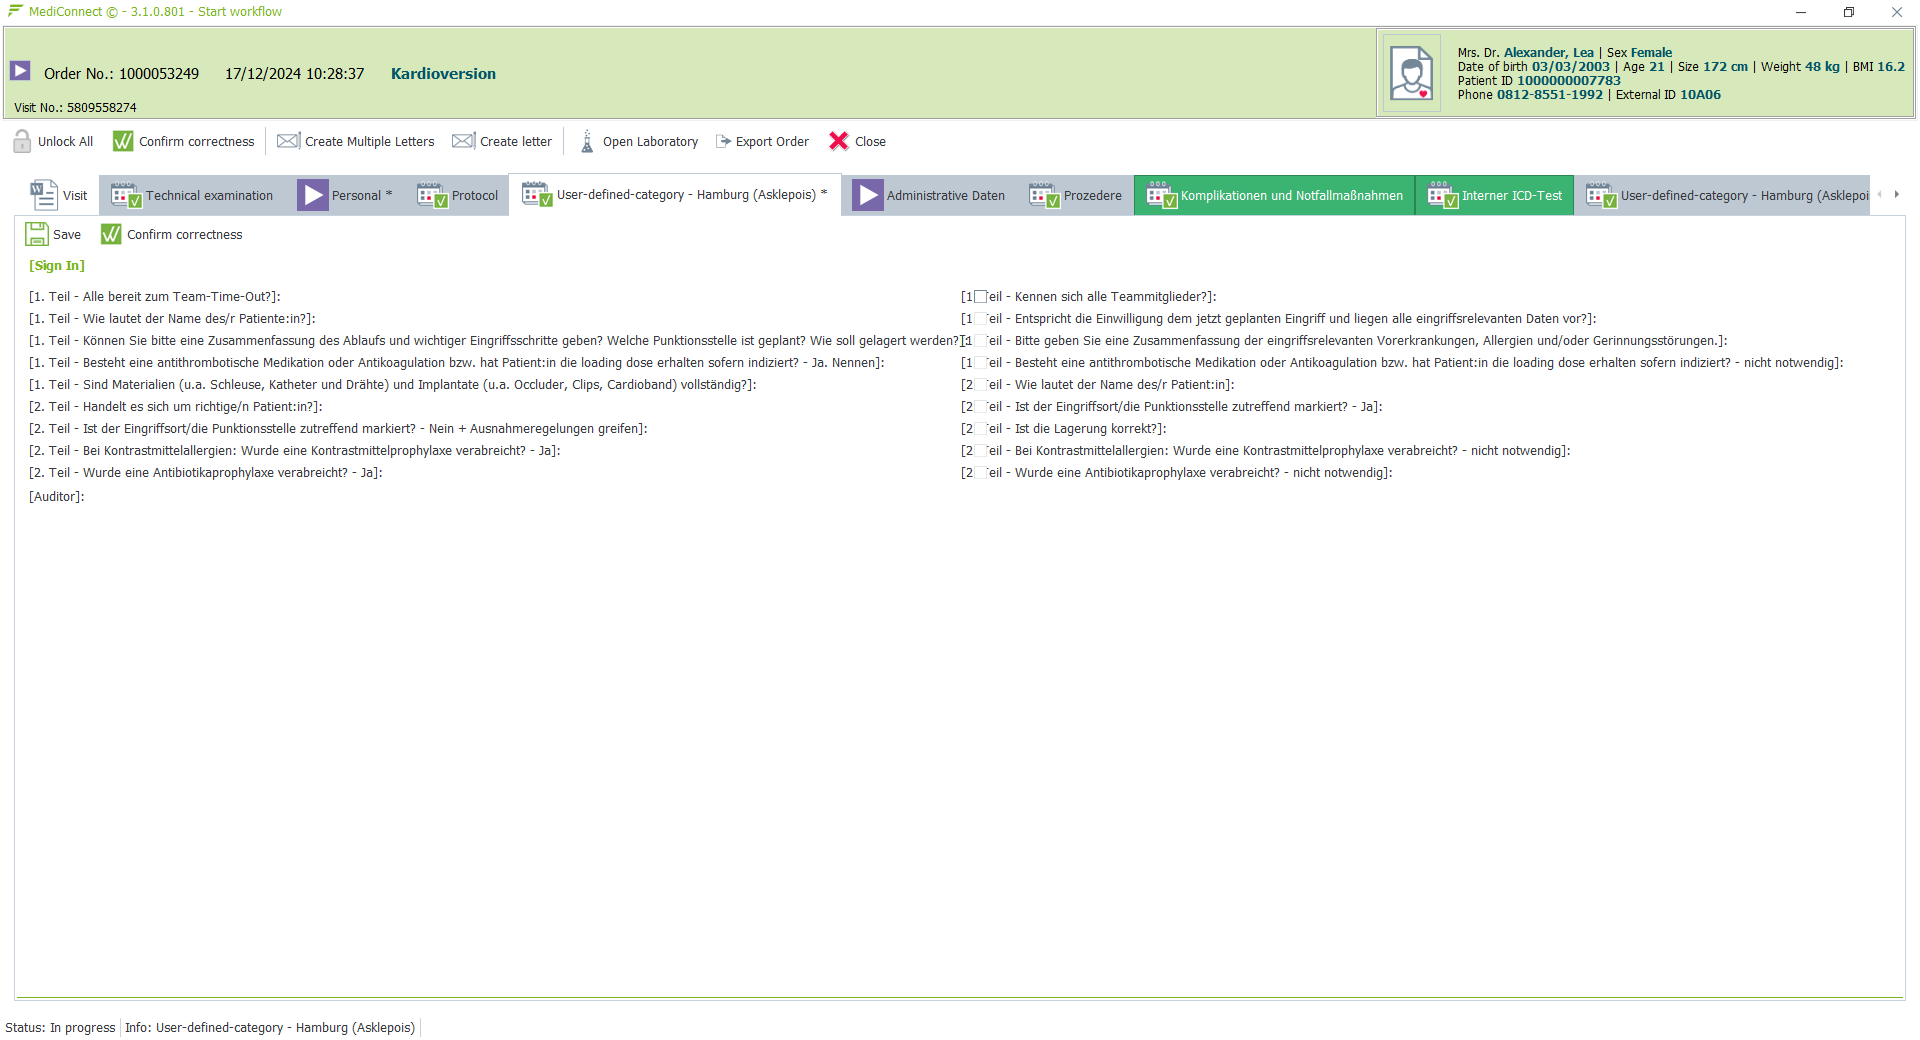 MediConnect © - 3.1.0.801 - Start workflow
Order No.: 1000053249 17/12/2024 10:28:37 Kardioversion
Visit No.: 5809558274
Mrs. Dr. Alexander, Lea | Sex Female
Date of birth 03/03/2003 | Age 21 | Size 172 cm | Weight 48 kg | BMI 16.2
Patient ID 1000000007783
Phone 0812-8551-1992 | External ID 10A06
Unlock All Confirm correctness Create Multiple Letters Create letter Open Laboratory Export Order Close
Visit Technical examination Personal * Protocol User-defined-category - Hamburg (Asklepois) * Administrative Daten Prozedere Komplikationen und Notfallmaßnahmen Interner ICD-Test User-defined-category - Hamburg (Asklepoi
Save Confirm correctness
[Sign In]
[1. Teil - Alle bereit zum Team-Time-Out?]: [1 eil - Kennen sich alle Teammitglieder?]:
[1. Teil - Wie lautet der Name des/r Patiente:in?]: [1 eil - Entspricht die Einwilligung dem jetzt geplanten Eingriff und liegen alle eingriffsrelevanten Daten vor?]:
[1. Teil - Können Sie bitte eine Zusammenfassung des Ablaufs und wichtiger Eingriffsschritte geben? Welche Punktionsstelle ist geplant? Wie soll gelagert werden?] [1 eil - Bitte geben Sie eine Zusammenfassung der eingriffsrelevanten Vorerkrankungen, Allergien und/oder Gerinnungsstörungen.]:
[1. Teil - Besteht eine antithrombotische Medikation oder Antikoagulation bzw. hat Patient:in die loading dose erhalten sofern indiziert? - Ja. Nennen]: [1 eil - Besteht eine antithrombotische Medikation oder Antikoagulation bzw. hat Patient:in die loading dose erhalten sofern indiziert? - nicht notwendig]:
[1. Teil - Sind Materialien (u.a. Schleuse, Katheter und Drähte) und Implantate (u.a. Occluder, Clips, Cardioband) vollständig?]: [2 eil - Wie lautet der Name des/r Patient:in]:
[2. Teil - Handelt es sich um richtige/n Patient:in?]: [2 eil - Ist der Eingriffsort/die Punktionsstelle zutreffend markiert? - Ja]:
[2. Teil - Ist der Eingriffsort/die Punktionsstelle zutreffend markiert? - Nein + Ausnahmeregelungen greifen]: [2 eil - Ist die Lagerung korrekt?]:
[2. Teil - Bei Kontrastmittelallergien: Wurde eine Kontrastmittelprophylaxe verabreicht? - Ja]: [2 eil - Bei Kontrastmittelallergien: Wurde eine Kontrastmittelprophylaxe verabreicht? - nicht notwendig]:
[2. Teil - Wurde eine Antibiotikaprophylaxe verabreicht? - Ja]: [2 eil - Wurde eine Antibiotikaprophylaxe verabreicht? - nicht notwendig]:
[Auditor]:
Status: In progress Info: User-defined-category - Hamburg (Asklepois)